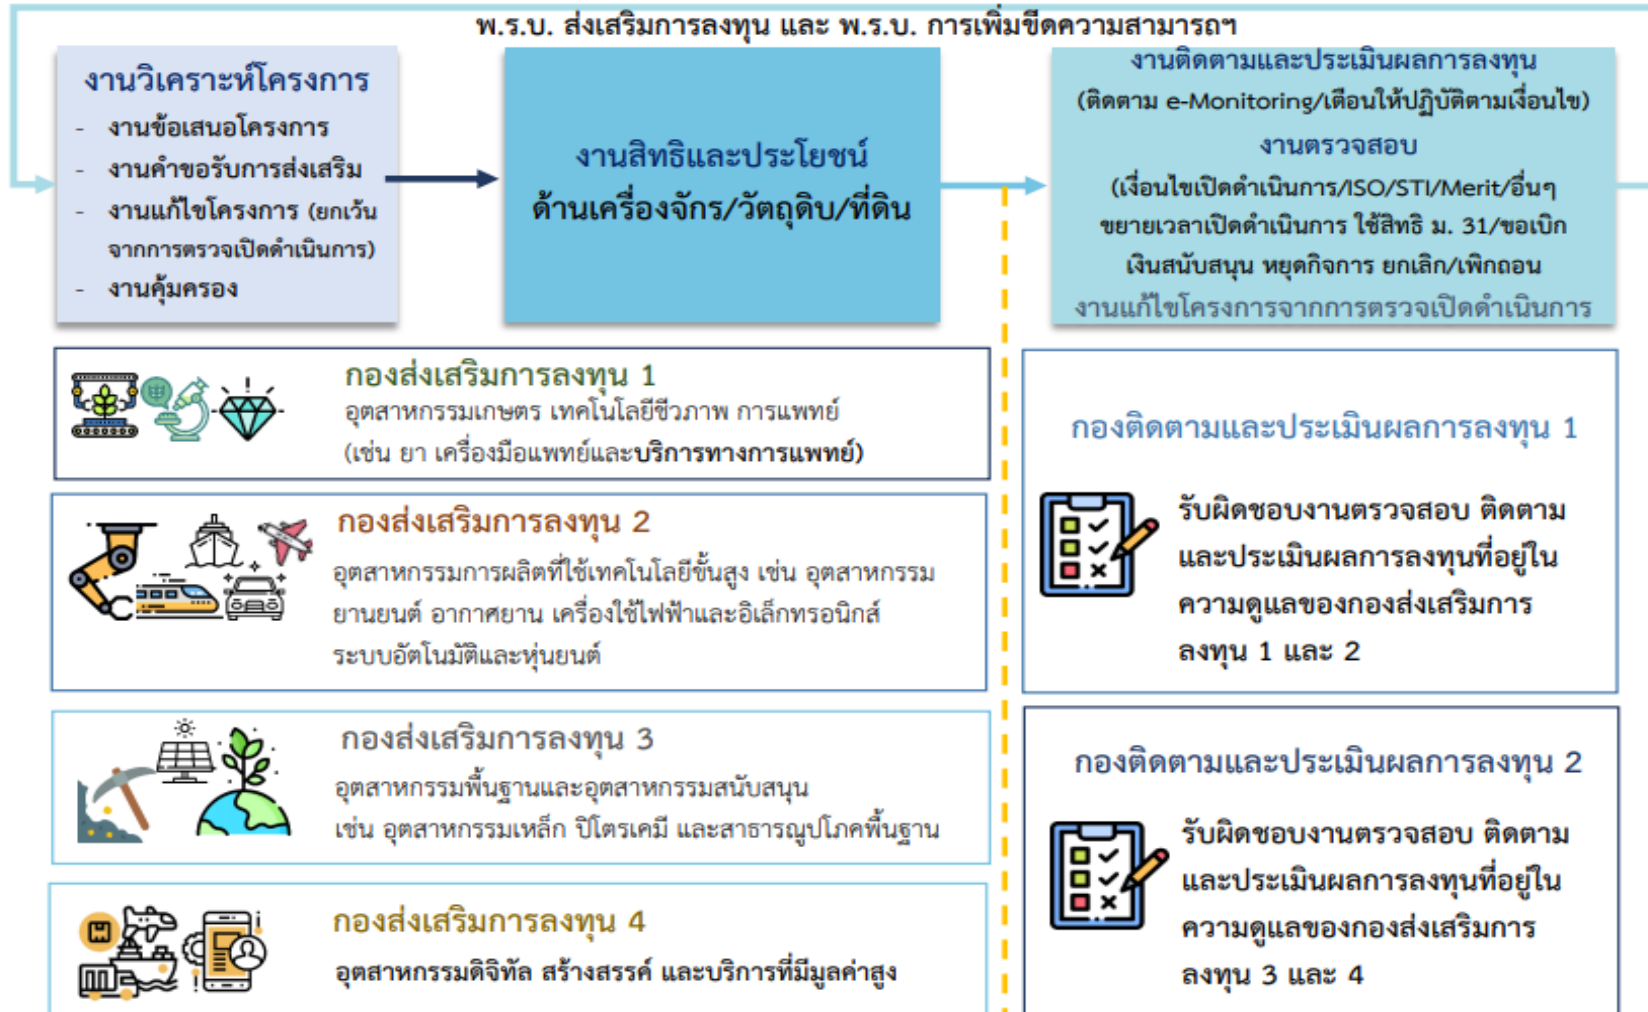 พ.ร.บ. ส่งเสริมการลงทุน และ พ.ร.บ. การเพิ่มขีดความสามารถฯ
งานวิเคราะห์โครงการ
- งานข้อเสนอโครงการ
- งานคำขอรับการส่งเสริม
- งานแก้ไขโครงการ (ยกเว้น
จากการตรวจเปิดดำเนินการ)
- งานคุ้มครอง
งานสิทธิและประโยชน์
ด้านเครื่องจักร/วัตถุดิบ/ที่ดิน
งานติดตามและประเมินผลการลงทุน
(ติดตาม e-Monitoring/เตือนให้ปฏิบัติตามเงื่อนไข)
งานตรวจสอบ
(เงื่อนไขเปิดดำเนินการ/ISO/STI/Merit/อื่นๆ
ขยายเวลาเปิดดำเนินการ ใช้สิทธิ ม. 31/ขอเบิก
เงินสนับสนุน หยุดกิจการ ยกเลิก/เพิกถอน
งานแก้ไขโครงการจากการตรวจเปิดดำเนินการ
กองส่งเสริมการลงทุน 1
อุตสาหกรรมเกษตร เทคโนโลยีชีวภาพ การแพทย์
(เช่น ยา เครื่องมือแพทย์และบริการทางการแพทย์)
กองส่งเสริมการลงทุน 2
อุตสาหกรรมการผลิตที่ใช้เทคโนโลยีขั้นสูง เช่น อุตสาหกรรม
ยานยนต์ อากาศยาน เครื่องใช้ไฟฟ้าและอิเล็กทรอนิกส์
ระบบอัตโนมัติและหุ่นยนต์
กองส่งเสริมการลงทุน 3
อุตสาหกรรมพื้นฐานและอุตสาหกรรมสนับสนุน
เช่น อุตสาหกรรมเหล็ก ปิโตรเคมี และสาธารณูปโภคพื้นฐาน
กองส่งเสริมการลงทุน 4
อุตสาหกรรมดิจิทัล สร้างสรรค์ และบริการที่มีมูลค่าสูง
กองติดตามและประเมินผลการลงทุน 1
รับผิดชอบงานตรวจสอบ ติดตาม
และประเมินผลการลงทุนที่อยู่ใน
ความดูแลของกองส่งเสริมการ
ลงทุน 1 และ 2
กองติดตามและประเมินผลการลงทุน 2
รับผิดชอบงานตรวจสอบ ติดตาม
และประเมินผลการลงทุนที่อยู่ใน
ความดูแลของกองส่งเสริมการ
ลงทุน 3 และ 4